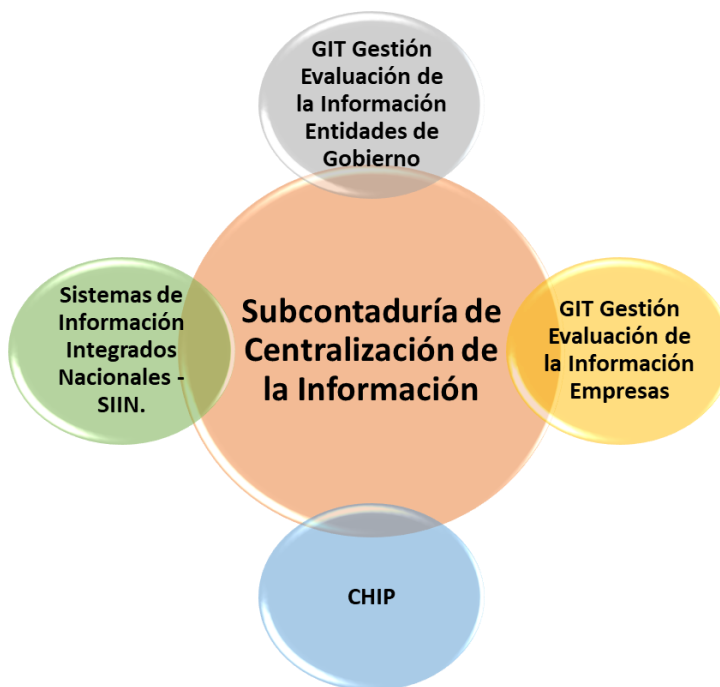 GIT Gestión
Evaluación de
la Información
Entidades de
Gobierno
Sistemas de
Información
Integrados
Nacionales -
SIIN.
Subcontaduría de
Centralización de
la Información
GIT Gestión
Evaluación de
la Información
Empresas
CHIP